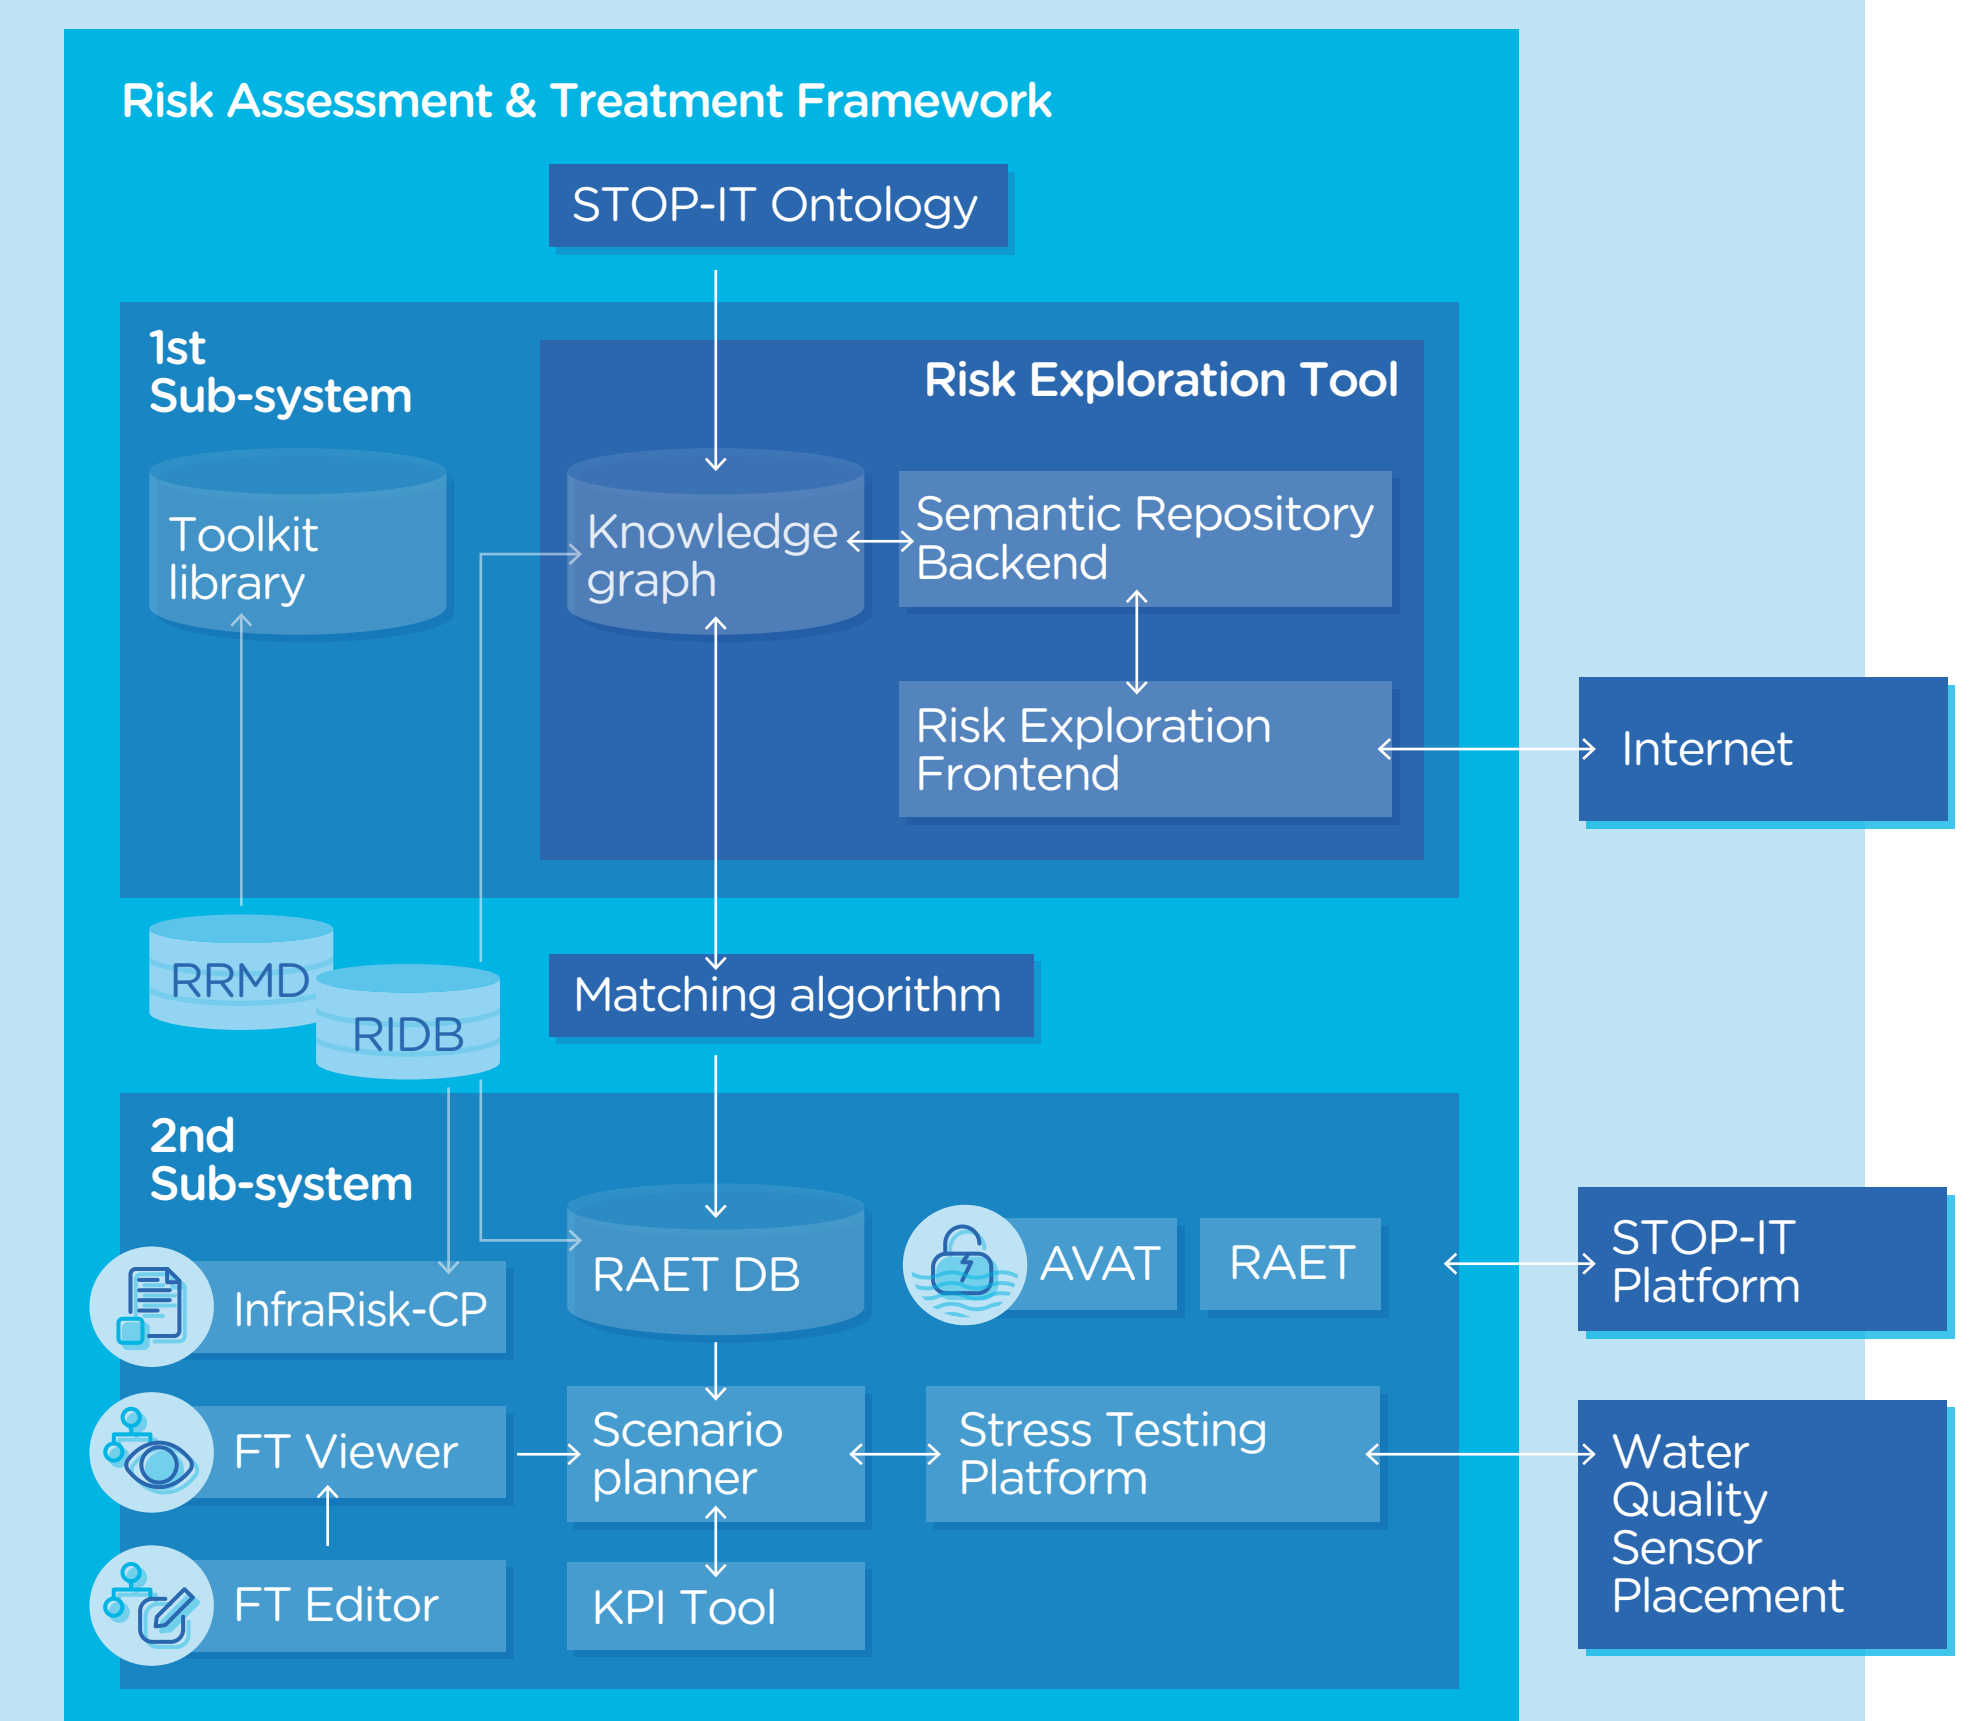 Risk Assessment & Treatment Framework
STOP-IT Ontology
1st
Sub-system
Risk Exploration Tool
Toolkit
library
Knowledge
graph
Semantic Repository
Backend
Risk Exploration
Frontend
Internet
RRMD
RIDB
Matching algorithm
2nd
Sub-system
InfraRisk-CP
RAET DB
AVAT
RAET
STOP-IT
Platform
FT Viewer
Scenario
planner
Stress Testing
Platform
Water
Quality
Sensor
Placement
FT Editor
KPI Tool